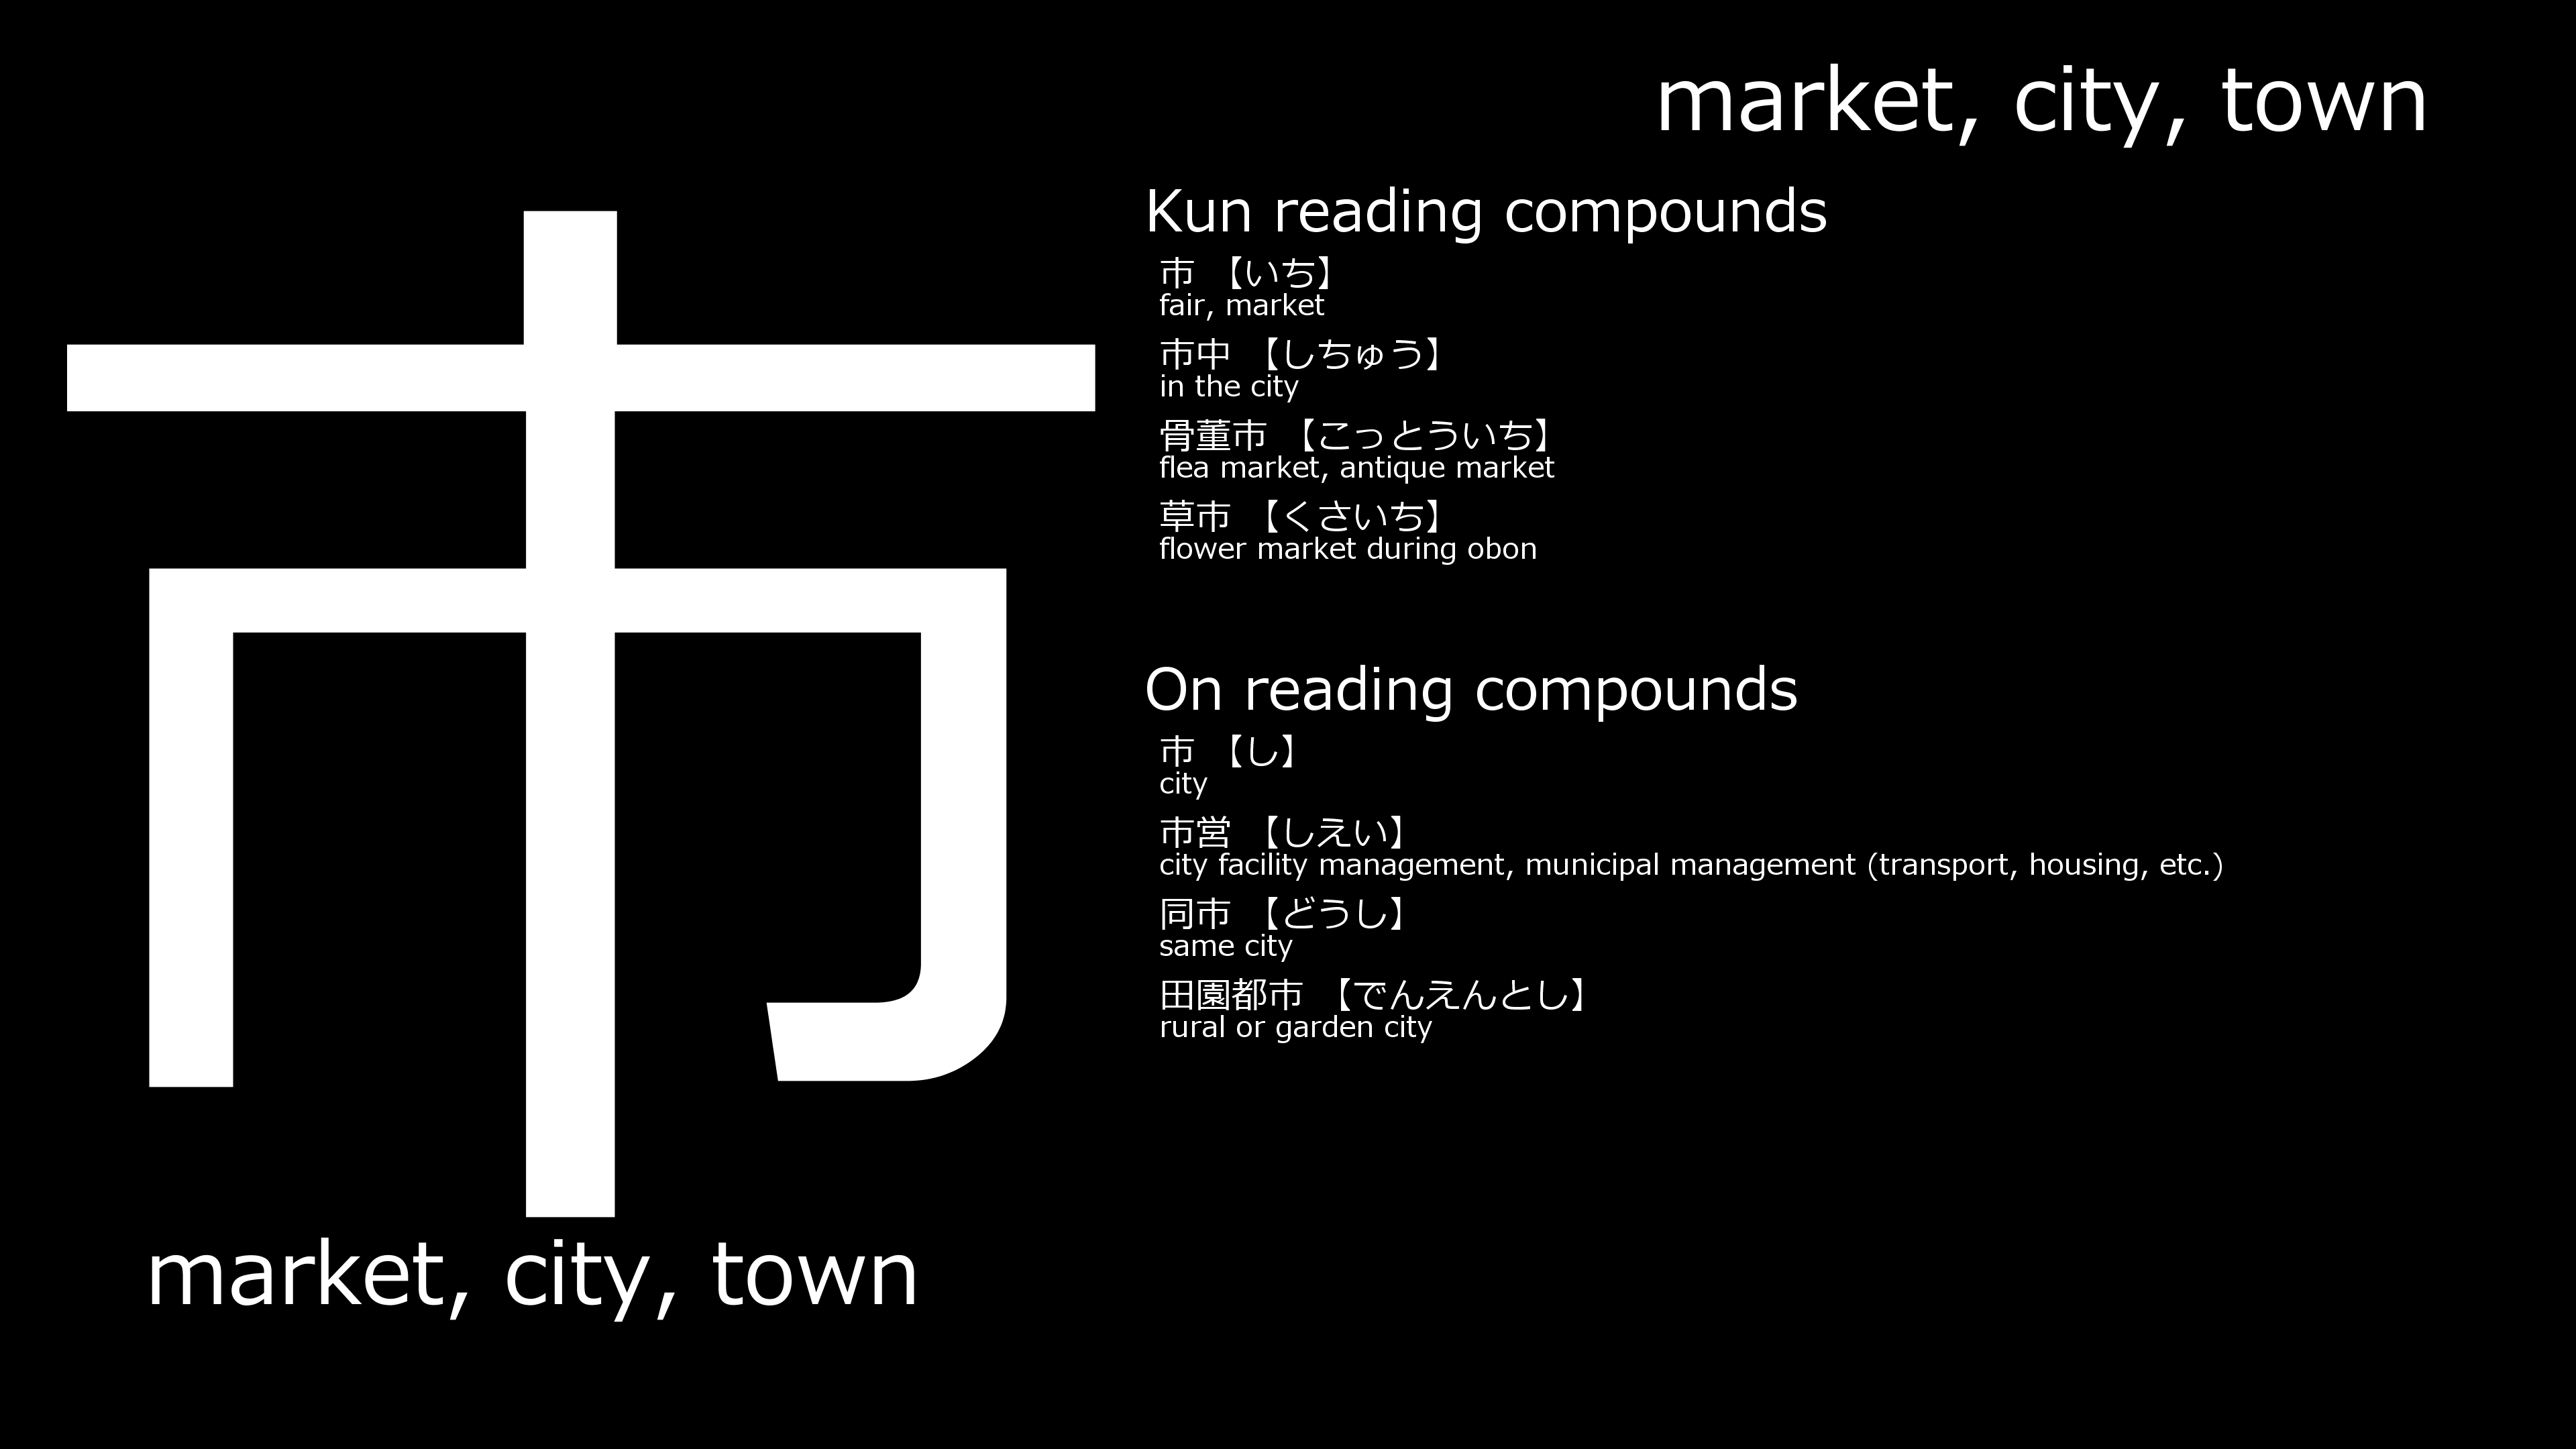 market, city, town
市
market, city, town
Kun reading compounds
市 【いち】
fair, market
市中 【しちゅう】
in the city
骨董市 【こっとういち】
flea market, antique market
草市 【くさいち】
flower market during obon
On reading compounds
市 【し】
city
市営 【しえい】
city facility management, municipal management (transport, housing, etc.)
同市 【どうし】
same city
田園都市 【でんえんとし】
rural or garden city